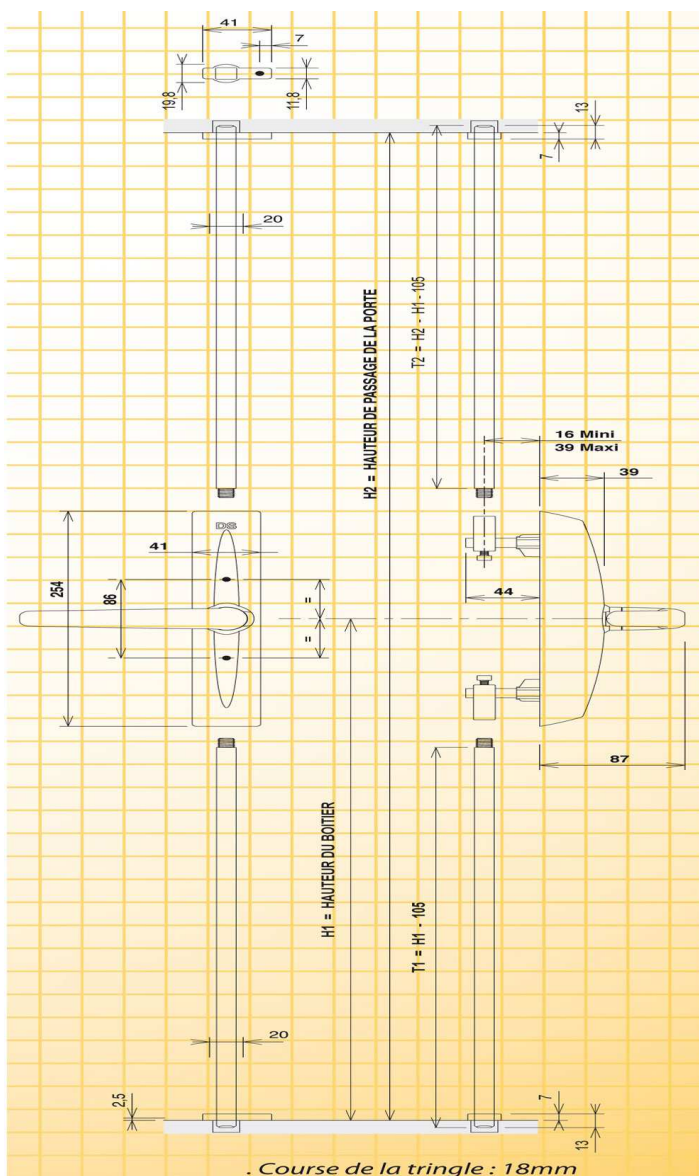 41
7
19,8
11,8
13
7
20
H2 = HAUTEUR DE PASSAGE DE LA PORTE
T2 = H2 - H1 - 105
16 Mini
39 Maxi
39
DS
41
254
86
=
=
44
87
H1 = HAUTEUR DU BOITIER
T1 = H1 - 105
20
2,5
7
13
. Course de la tringle : 18mm